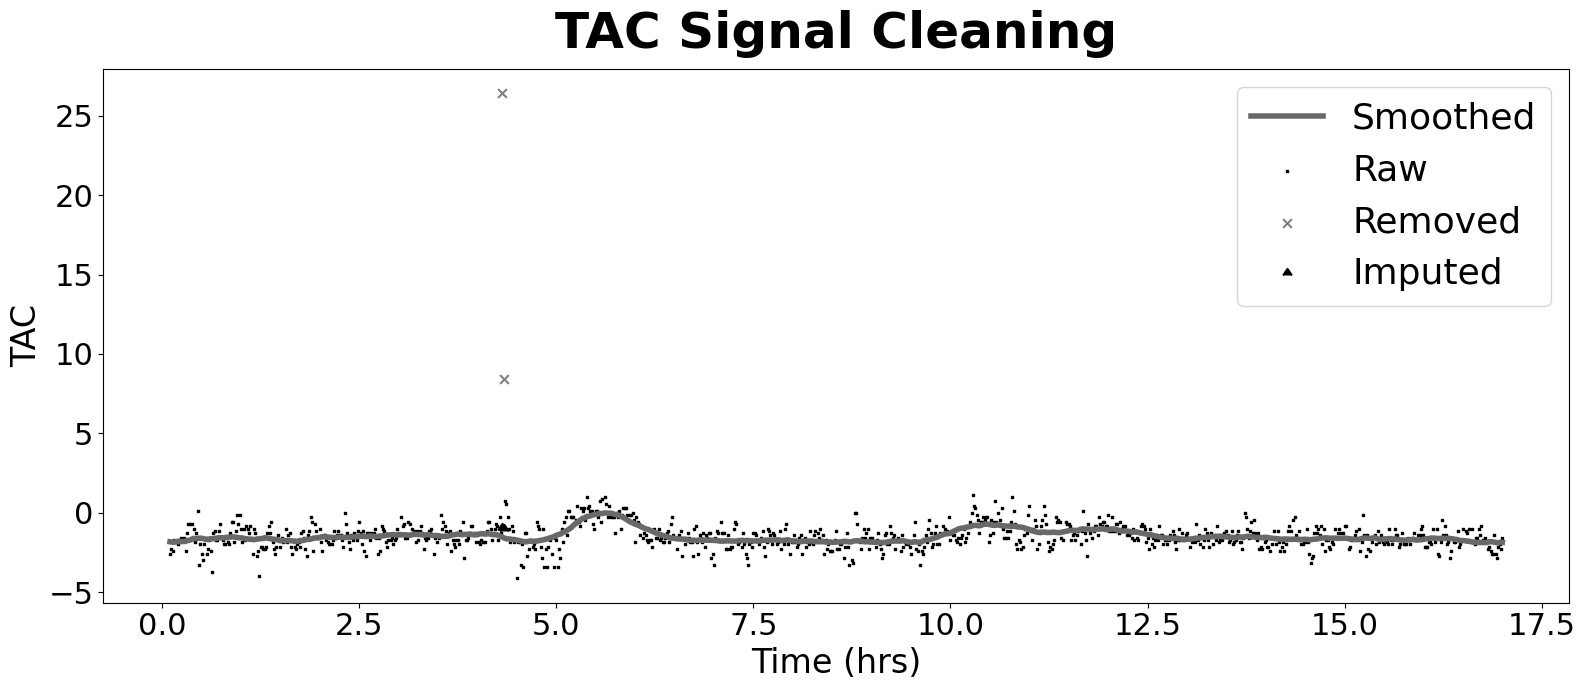 TAC Signal Cleaning
25
20
15
10
5
0
−5
TAC
Smoothed
Raw
Removed
Imputed
0.0 2.5 5.0 7.5 10.0 12.5 15.0 17.5
Time (hrs)